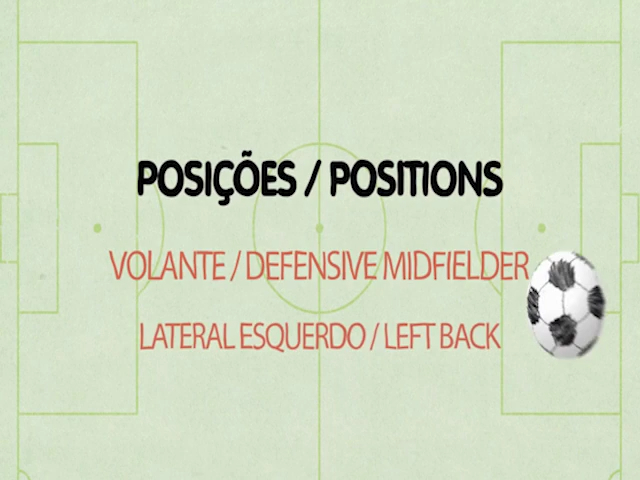 POSIÇÕES / POSITIONS
VOLANTE / DEFENSIVE MIDFIELDER
LATERAL ESQUERDO / LEFT BACK